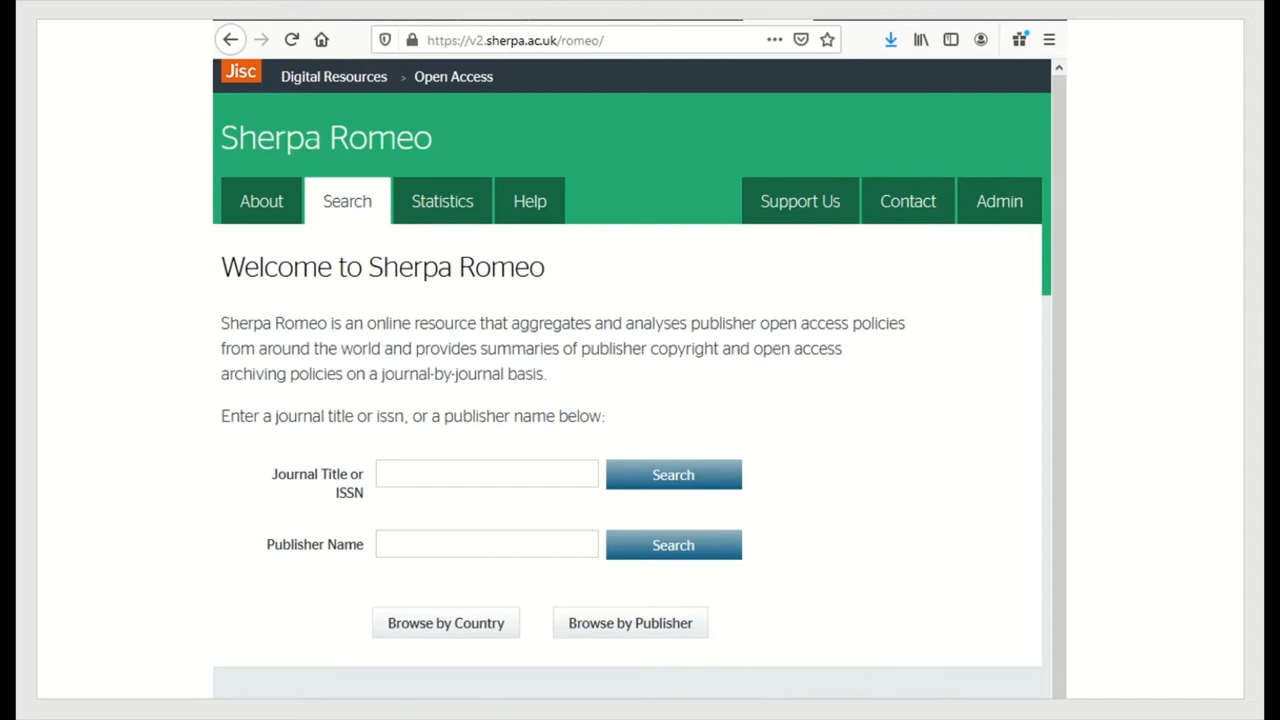 https://v2.sherpa.ac.uk/romeo/
Jisc Digital Resources > Open Access
Sherpa Romeo
About Search Statistics Help Support Us Contact Admin
Welcome to Sherpa Romeo
Sherpa Romeo is an online resource that aggregates and analyses publisher open access policies
from around the world and provides summaries of publisher copyright and open access
archiving policies on a journal-by-journal basis.
Enter a journal title or issn, or a publisher name below:
Journal Title or
ISSN
Search
Publisher Name
Search
Browse by Country Browse by Publisher